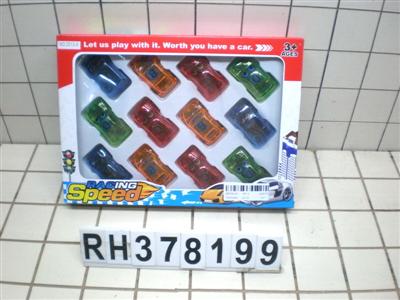 Let us play with it. Worth you have a car.
3+
AGES
RACING
Speed
RH378199